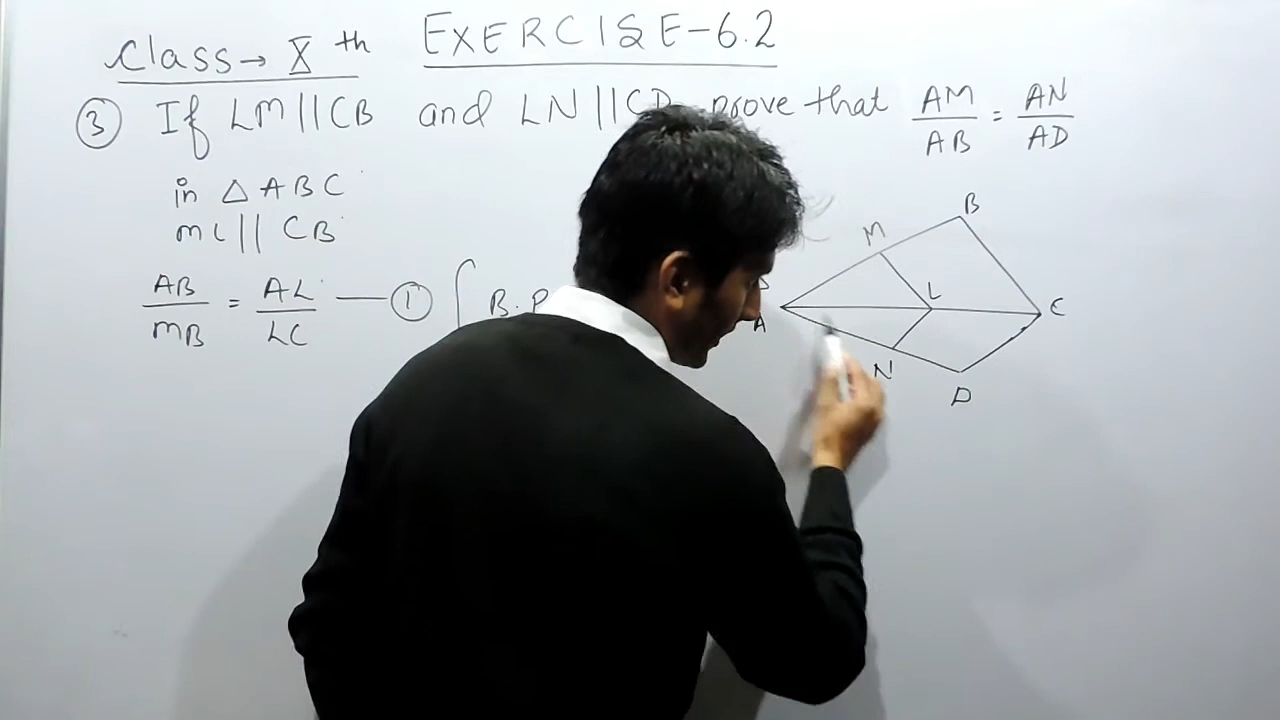 Class → Xth EXERCISE-6.2
③ If LM || CB and LN || CD prove that AM/AB = AN/AD
in △ ABC
mL || CB
AB/MB = AL/LC — ① [ B. P
B
M
L
C
A
N
D